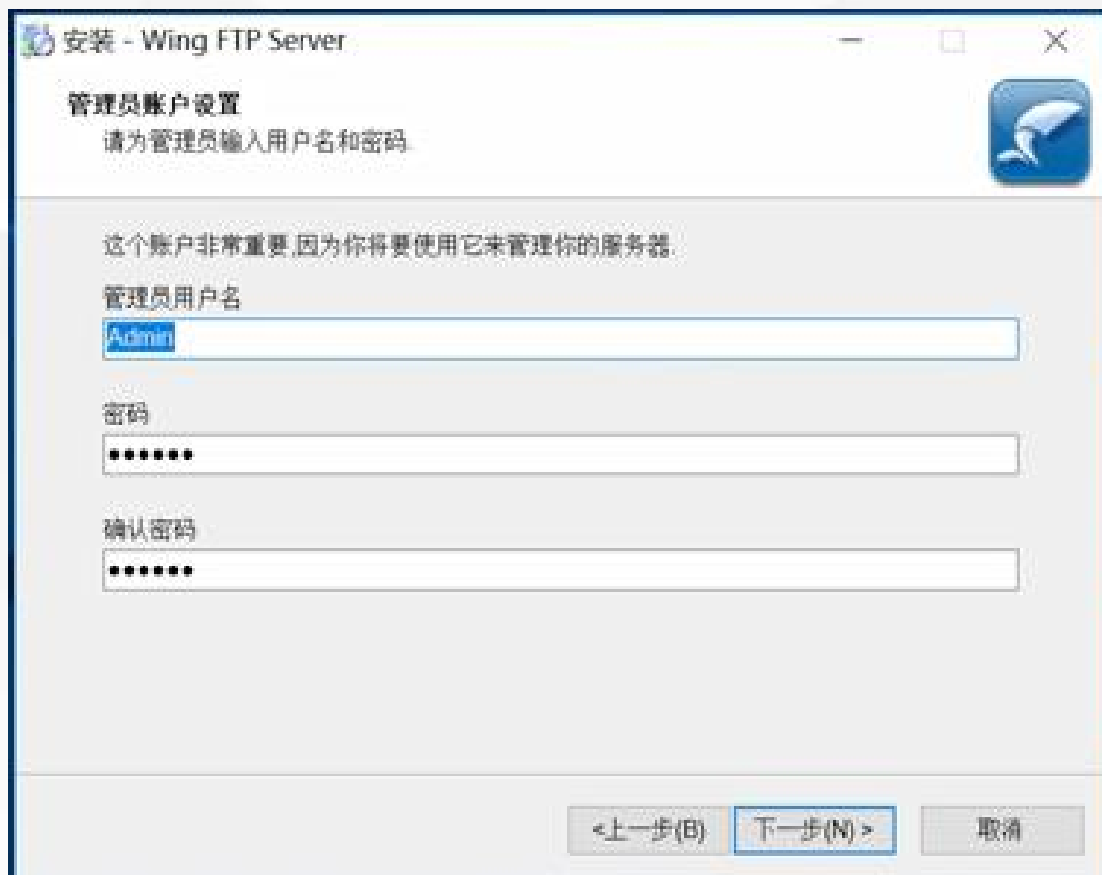 安装 - Wing FTP Server
管理员账户设置
请为管理员输入用户名和密码.
这个账户非常重要,因为你将要使用它来管理你的服务器.
管理员用户名
Admin
密码
••••••
确认密码
••••••
<上一步(B)
下一步(N) >
取消